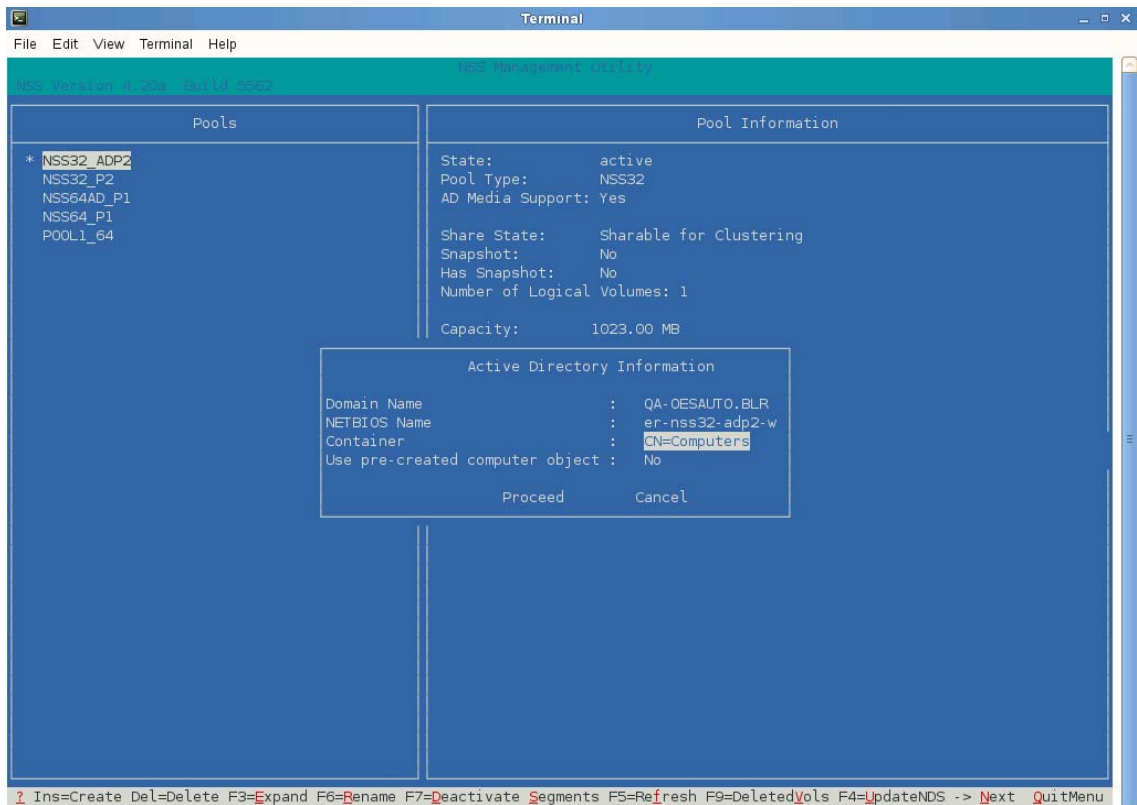 Terminal
File Edit View Terminal Help
NSS Management Utility
NSS Version 4.20a Build 5562
Pools
* NSS32_ADP2
NSS32_P2
NSS64AD_P1
NSS64_P1
POOL1_64
Pool Information
State: active
Pool Type: NSS32
AD Media Support: Yes
Share State: Sharable for Clustering
Snapshot: No
Has Snapshot: No
Number of Logical Volumes: 1
Capacity: 1023.00 MB
Active Directory Information
Domain Name : QA-OESAUTO.BLR
NETBIOS Name : er-nss32-adp2-w
Container : CN=Computers
Use pre-created computer object : No
Proceed Cancel
? Ins=Create Del=Delete F3=Expand F6=Rename F7=Deactivate Segments F5=Refresh F9=DeletedVols F4=UpdateNDS -> Next QuitMenu